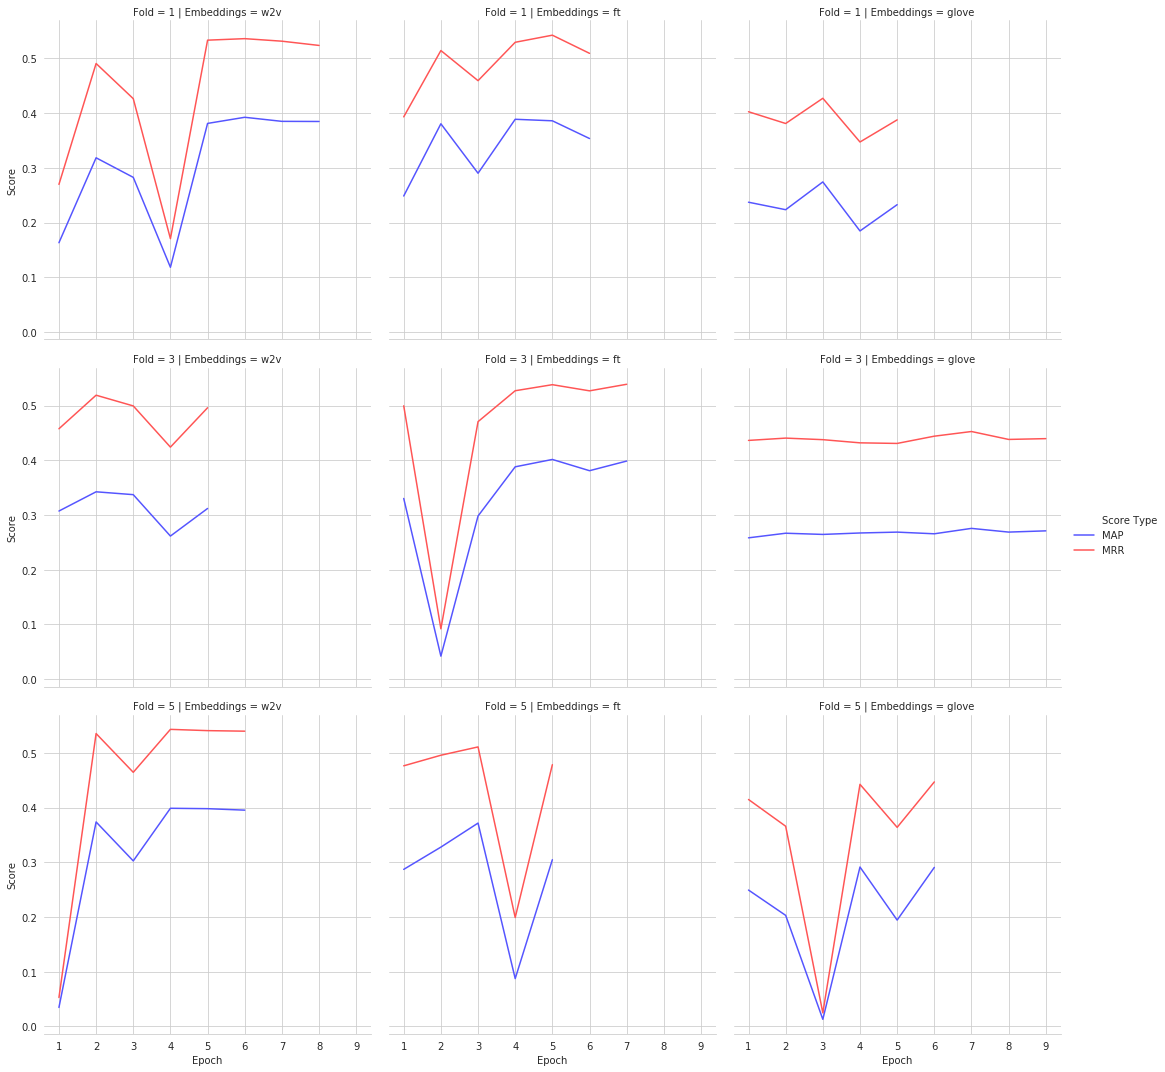 Fold = 1 | Embeddings = w2v
Fold = 1 | Embeddings = ft
Fold = 1 | Embeddings = glove
0.5
0.4
0.3
0.2
0.1
0.0
Score
Fold = 3 | Embeddings = w2v
Fold = 3 | Embeddings = ft
Fold = 3 | Embeddings = glove
0.5
0.4
0.3
0.2
0.1
0.0
Score
Score Type
MAP
MRR
Fold = 5 | Embeddings = w2v
Fold = 5 | Embeddings = ft
Fold = 5 | Embeddings = glove
0.5
0.4
0.3
0.2
0.1
0.0
Score
1 2 3 4 5 6 7 8 9
Epoch
1 2 3 4 5 6 7 8 9
Epoch
1 2 3 4 5 6 7 8 9
Epoch